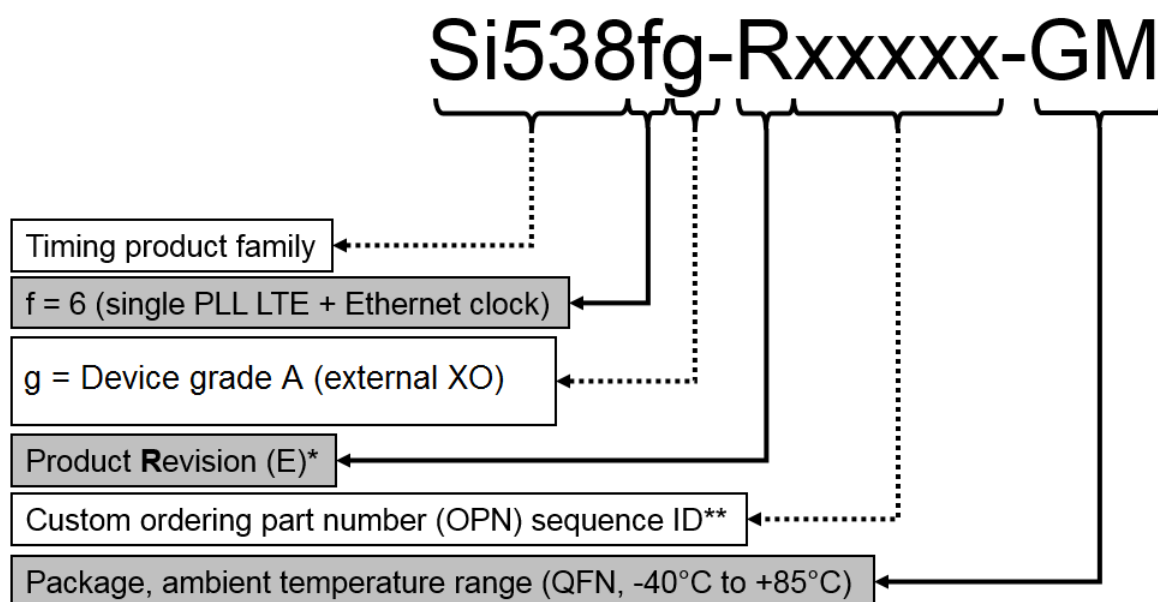 Si538fg-Rxxxxx-GM
Timing product family
f = 6 (single PLL LTE + Ethernet clock)
g = Device grade A (external XO)
Product Revision (E)*
Custom ordering part number (OPN) sequence ID**
Package, ambient temperature range (QFN, -40°C to +85°C)